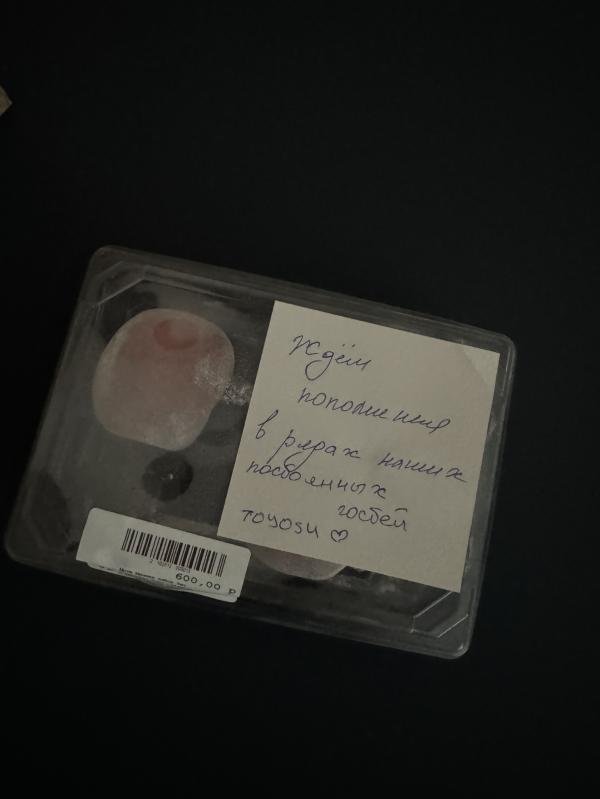 Ждём
пополнения
в рядах наших
постоянных
гостей
TOYOSU ♡
600,00 Р